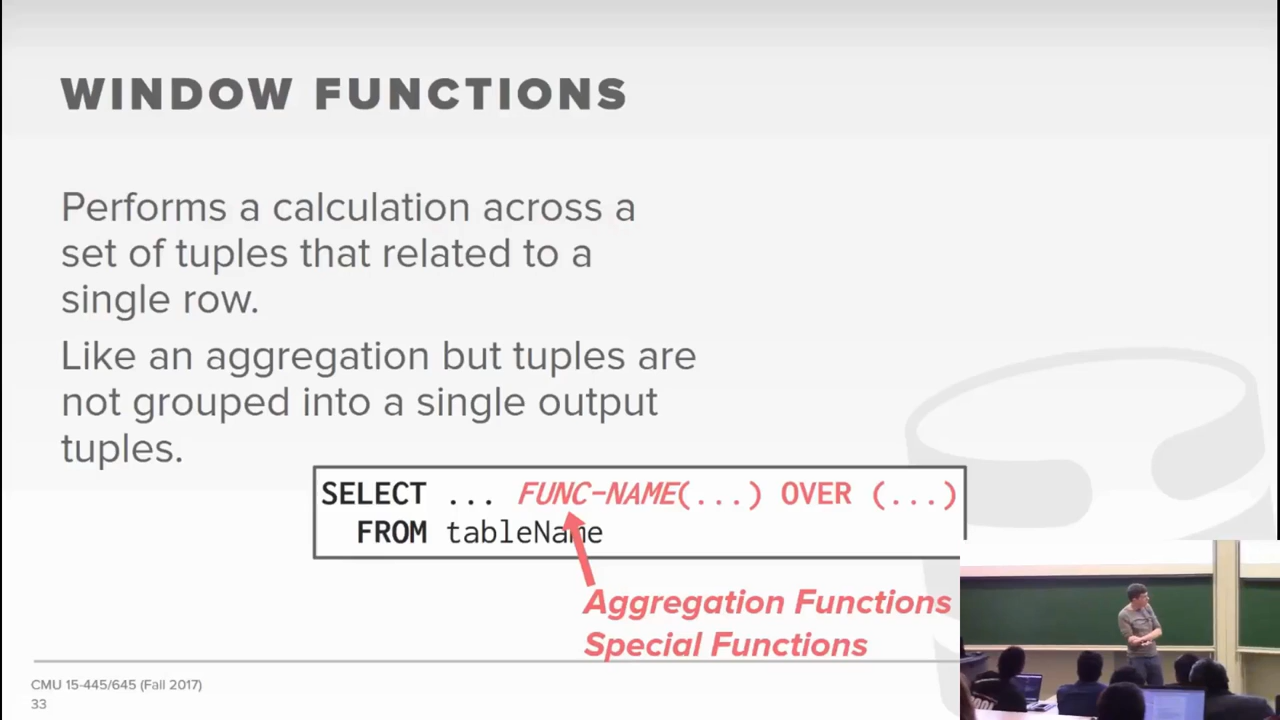 WINDOW FUNCTIONS
Performs a calculation across a
set of tuples that related to a
single row.
Like an aggregation but tuples are
not grouped into a single output
tuples.
SELECT ... FUNC-NAME(...) OVER (...)
FROM tableName
Aggregation Functions
Special Functions
CMU 15-445/645 (Fall 2017)
33